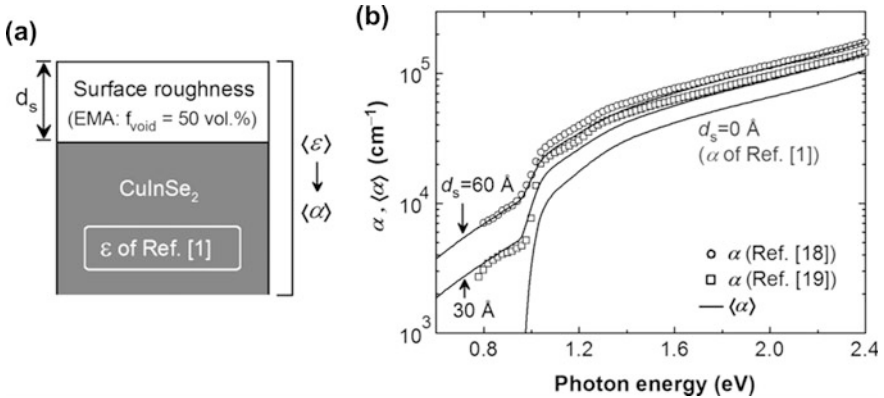 (a)
d_s
Surface roughness
(EMA: f_void = 50 vol.%)
CuInSe₂
ε of Ref. [1]
⟨ε⟩
⟨α⟩
(b)
α , ⟨α⟩ (cm⁻¹)
10⁵
10⁴
10³
d_s=60 Å
30 Å
d_s=0 Å
(α of Ref. [1])
α (Ref. [18])
α (Ref. [19])
⟨α⟩
0.8 1.2 1.6 2.0 2.4
Photon energy (eV)